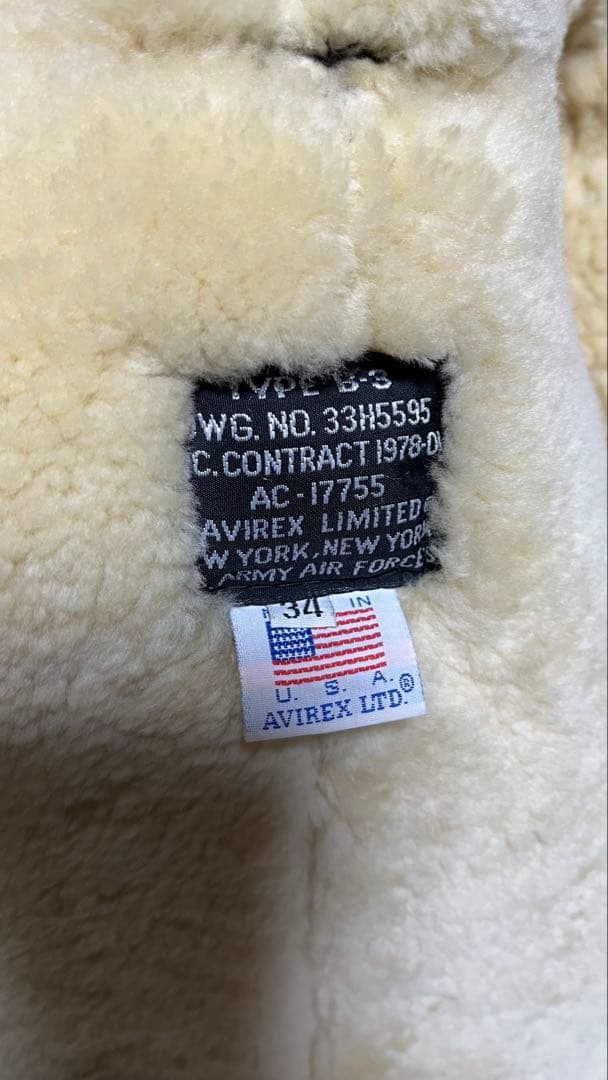 TYPE B-3
WG. NO. 33H5595
C. CONTRACT 1978-D
AC-17755
AVIREX LIMITED
W YORK, NEW YORK
ARMY AIR FORCES
34 IN
U. S. A.
AVIREX LTD.®